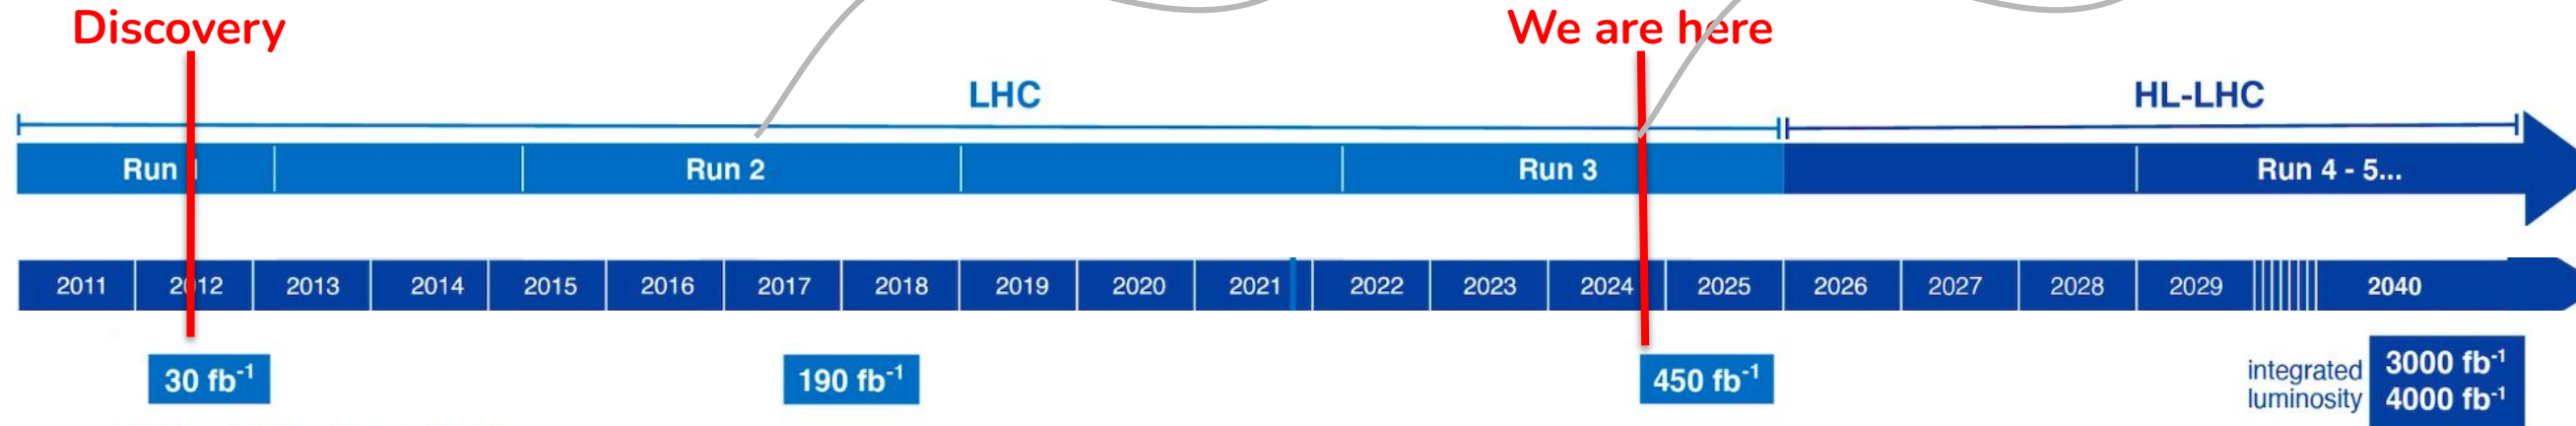 Discovery
We are here
LHC
HL-LHC
Run
Run 2
Run 3
Run 4 - 5...
2011 2012 2013 2014 2015 2016 2017 2018 2019 2020 2021 2022 2023 2024 2025 2026 2027 2028 2029 2040
30 fb⁻¹
190 fb⁻¹
450 fb⁻¹
integrated
luminosity
3000 fb⁻¹
4000 fb⁻¹